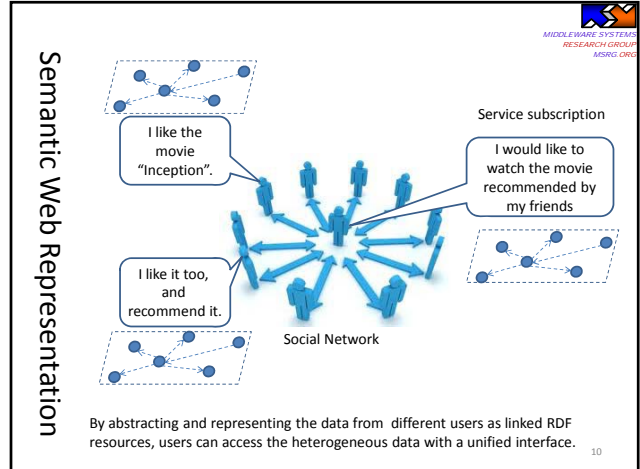 MIDDLEWARE SYSTEMS
RESEARCH GROUP
MSRG.ORG
Semantic Web Representation
I like the
movie
“Inception”.
Service subscription
I would like to
watch the movie
recommended by
my friends
I like it too,
and
recommend it.
Social Network
By abstracting and representing the data from different users as linked RDF
resources, users can access the heterogeneous data with a unified interface.
10